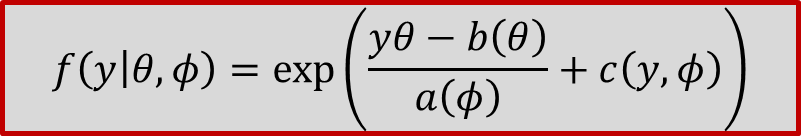 f(y|θ, ϕ) = exp(yθ − b(θ)/a(ϕ) + c(y, ϕ))